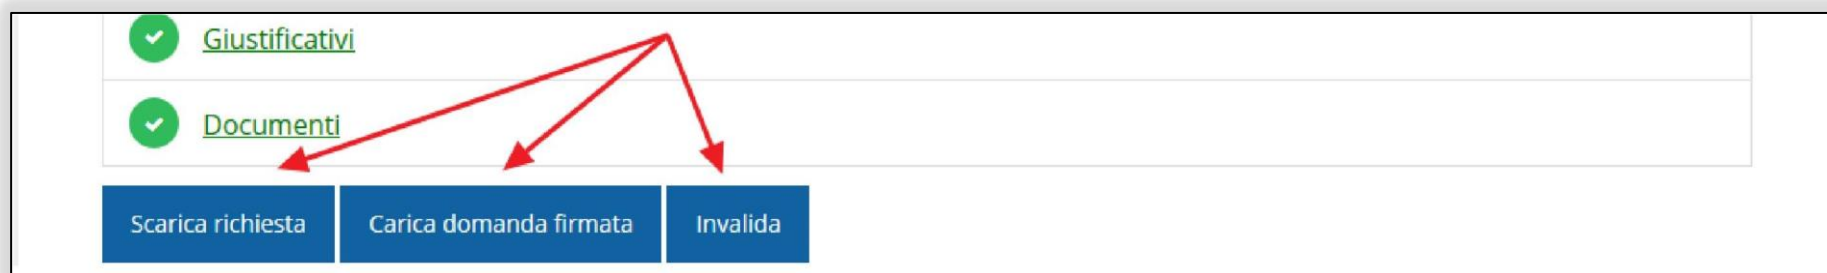 Giustificativi
Documenti
Scarica richiesta Carica domanda firmata Invalida